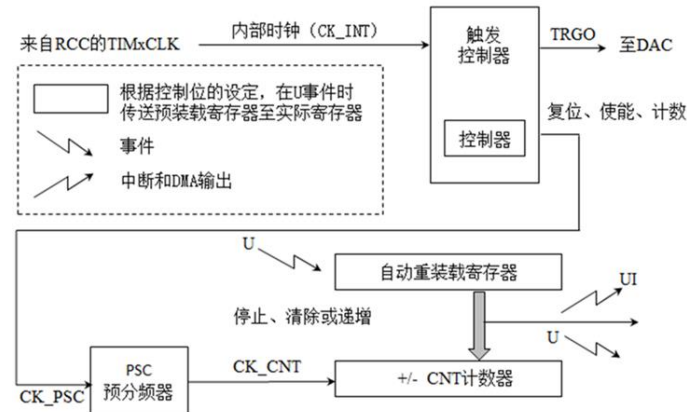 来自RCC的TIMxCLK
内部时钟（CK_INT）
触发
控制器
TRGO
至DAC
控制器
复位、使能、计数
根据控制位的设定，在U事件时
传送预装载寄存器至实际寄存器
事件
中断和DMA输出
U
自动重装载寄存器
UI
停止、清除或递增
U
PSC
预分频器
CK_PSC
CK_CNT
+/- CNT计数器